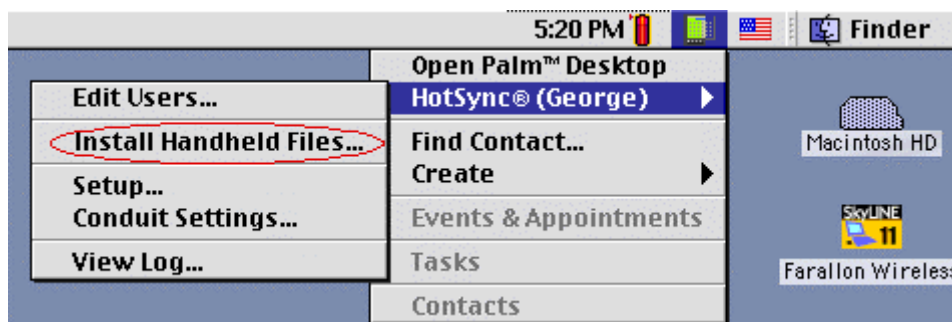 5:20 PM Finder
Open Palm™ Desktop
HotSync® (George)
Find Contact...
Create
Events & Appointments
Tasks
Contacts
Edit Users...
Install Handheld Files...
Setup...
Conduit Settings...
View Log...
Macintosh HD
SkyLINE
11
Farallon Wireles